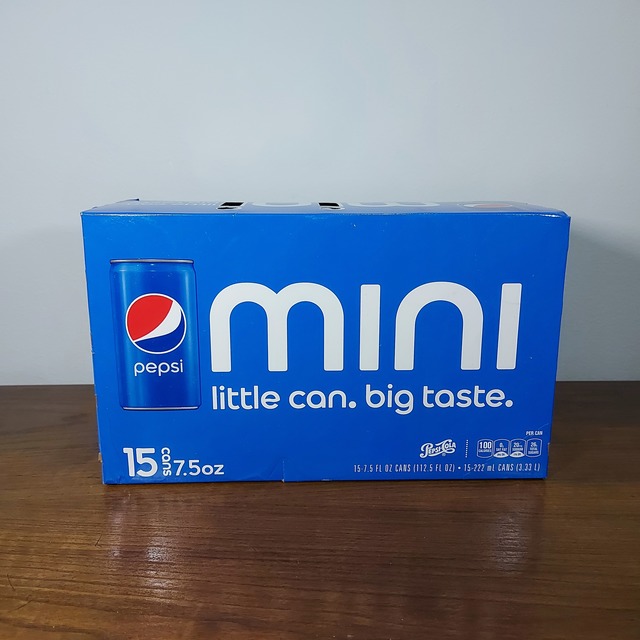 mini
pepsi
little can. big taste.
15 cans 7.5oz
Pepsi-Cola
PER CAN
100
15-7.5 FL OZ CANS (112.5 FL OZ) • 15-222 mL CANS (3.33 L)